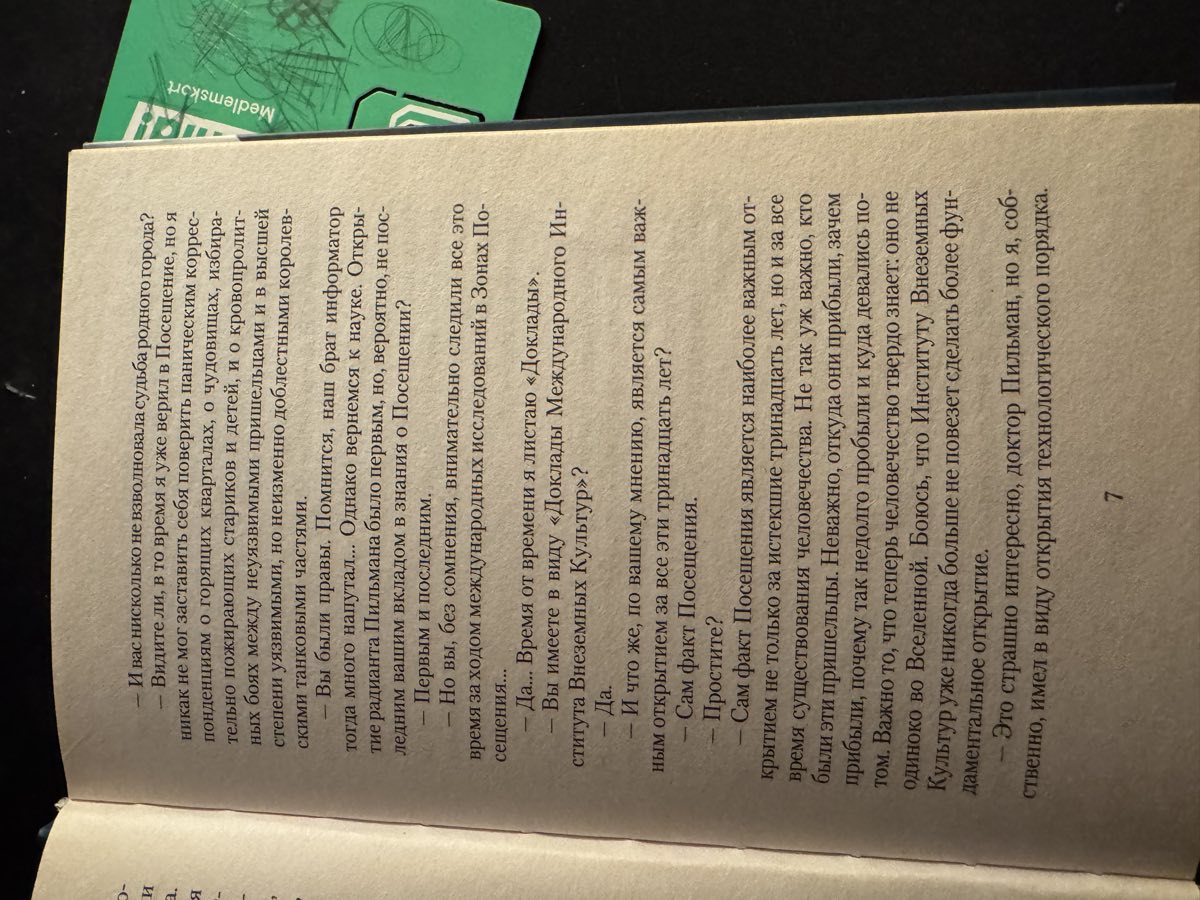 — И вас нисколько не взволновала судьба родного города?
— Видите ли, в то время я уже верил в Посещение, но я
никак не мог заставить себя поверить паническим коррес-
понденциям о горящих кварталах, о чудовищах, избира-
тельно пожирающих стариков и детей, и о кровопролит-
ных боях между неуязвимыми пришельцами и в высшей
степени уязвимыми, но неизменно доблестными королев-
скими танковыми частями.
— Вы были правы. Помнится, наш брат информатор
тогда много напутал... Однако вернемся к науке. Откры-
тие радианта Пильмана было первым, но, вероятно, не пос-
ледним вашим вкладом в знания о Посещении?
— Первым и последним.
— Но вы, без сомнения, внимательно следили все это
время за ходом международных исследований в Зонах По-
сещения...
— Да... Время от времени я листаю «Доклады».
— Вы имеете в виду «Доклады Международного Ин-
ститута Внеземных Культур»?
— Да.
— И что же, по вашему мнению, является самым важ-
ным открытием за все эти тринадцать лет?
— Сам факт Посещения.
— Простите?
— Сам факт Посещения является наиболее важным от-
крытием не только за истекшие тринадцать лет, но и за все
время существования человечества. Не так уж важно, кто
были эти пришельцы. Неважно, откуда они прибыли, зачем
прибыли, почему так недолго пробыли и куда девались по-
том. Важно то, что теперь человечество твердо знает: оно не
одиноко во Вселенной. Боюсь, что Институту Внеземных
Культур уже никогда больше не повезет сделать более фун-
даментальное открытие.
— Это страшно интересно, доктор Пильман, но я, соб-
ственно, имел в виду открытия технологического порядка.
7
Medlemskort